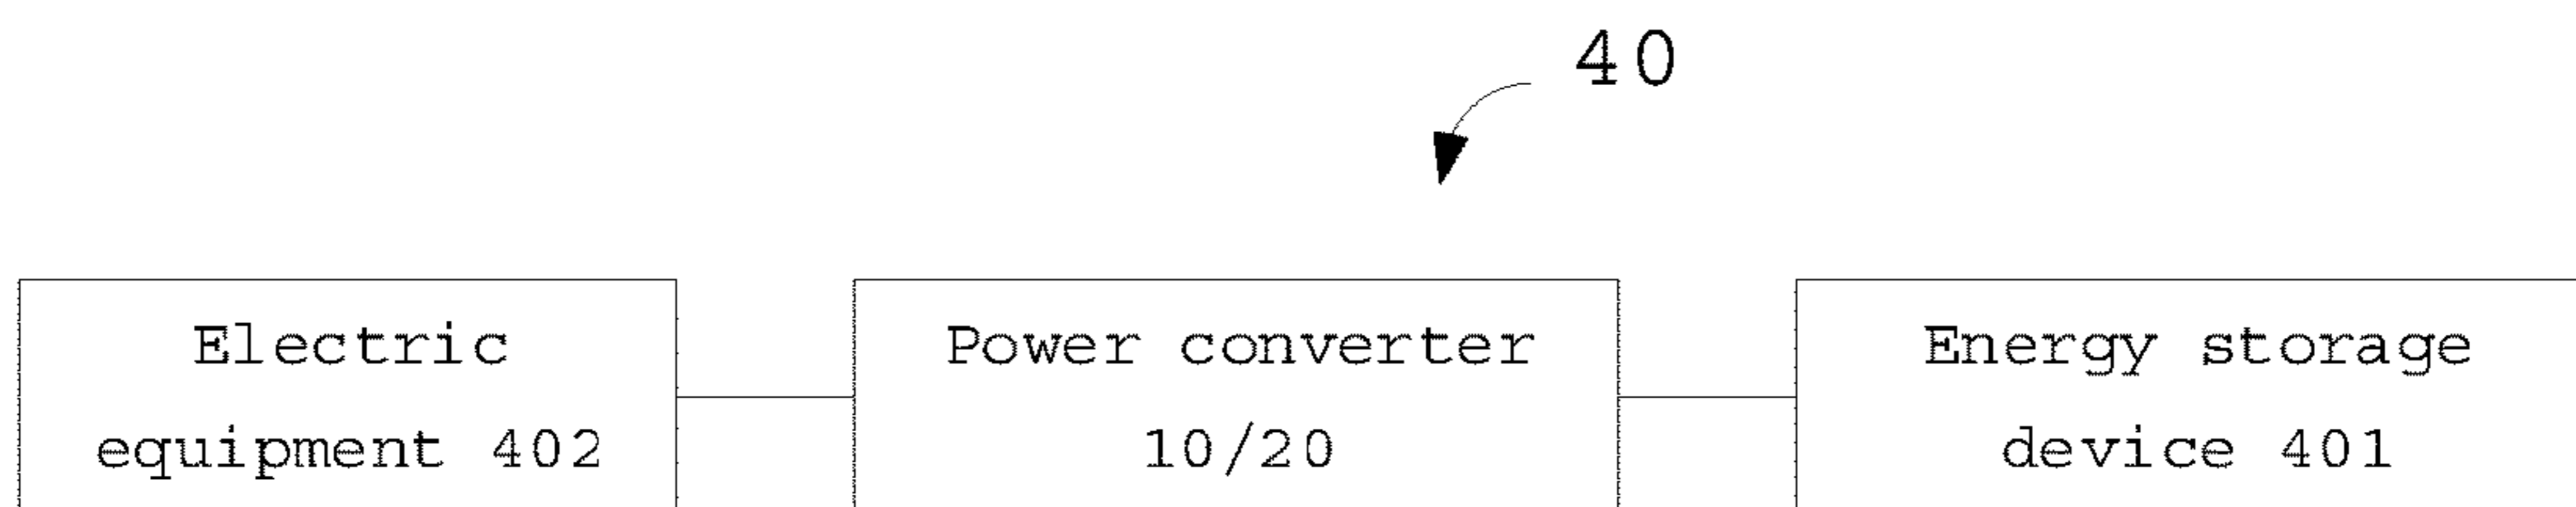 40
Electric
equipment 402
Power converter
10/20
Energy storage
device 401